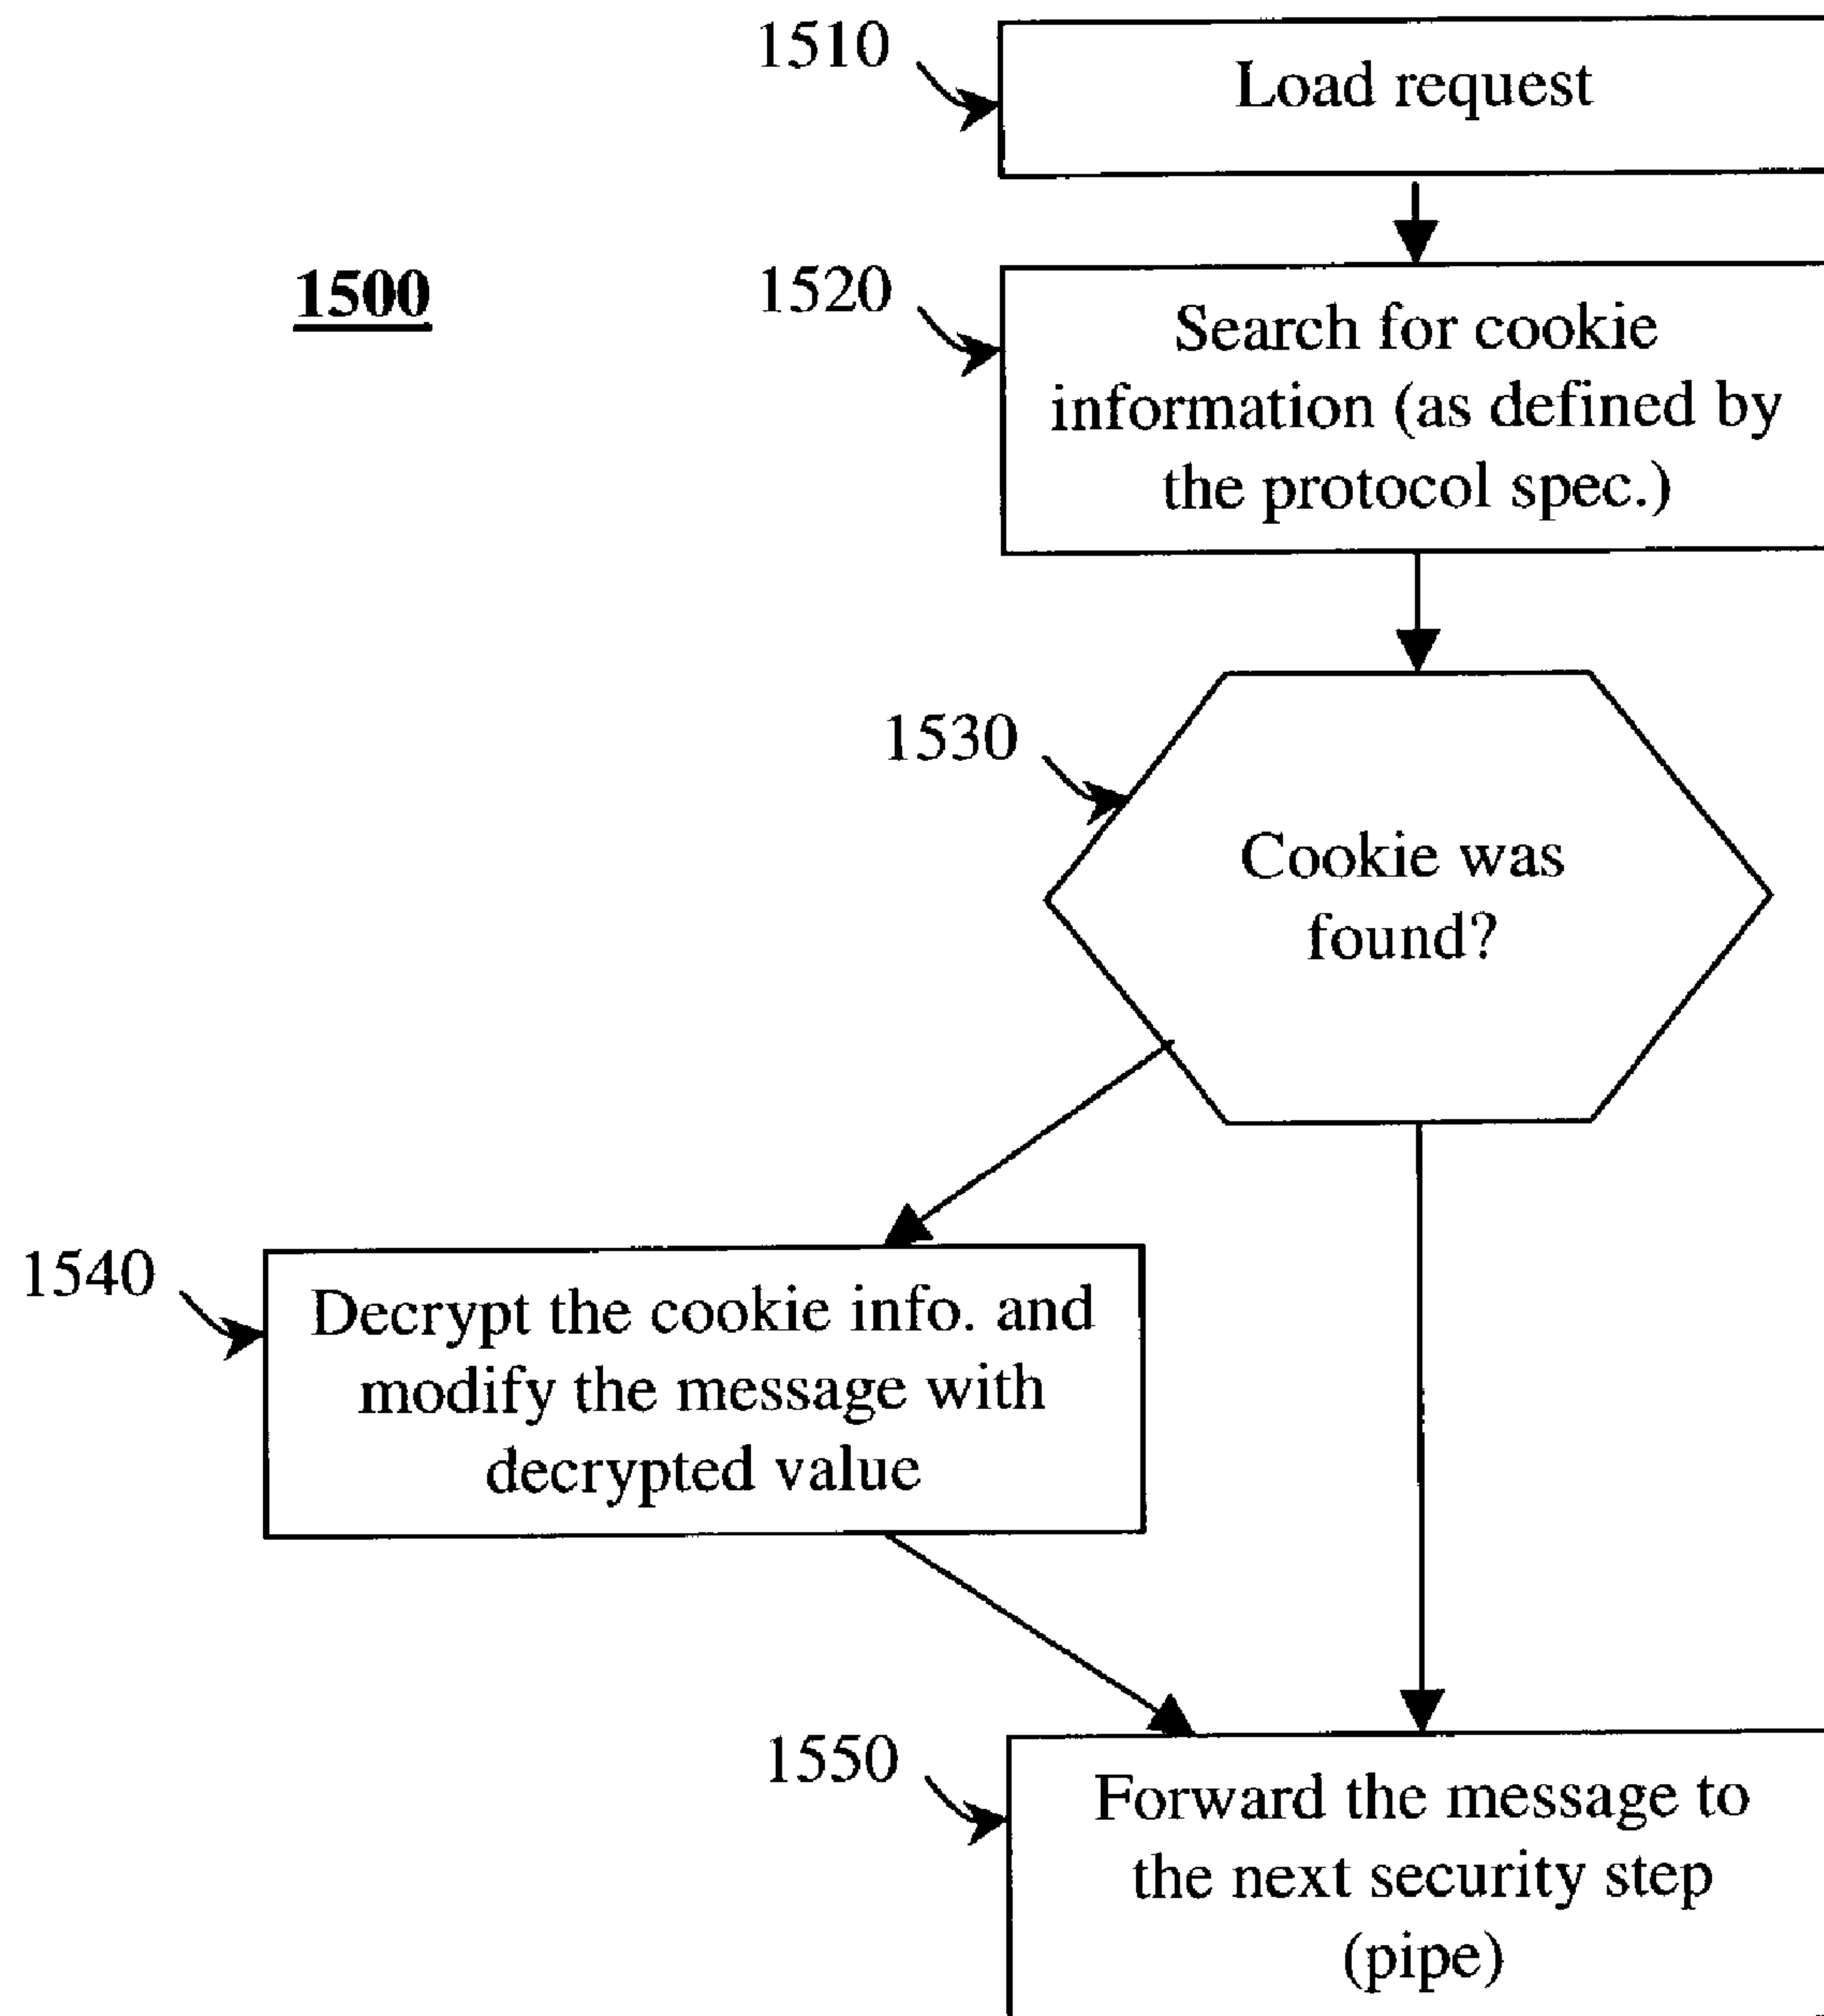 1510
Load request
1500
1520
Search for cookie
information (as defined by
the protocol spec.)
1530
Cookie was
found?
1540
Decrypt the cookie info. and
modify the message with
decrypted value
1550
Forward the message to
the next security step
(pipe)